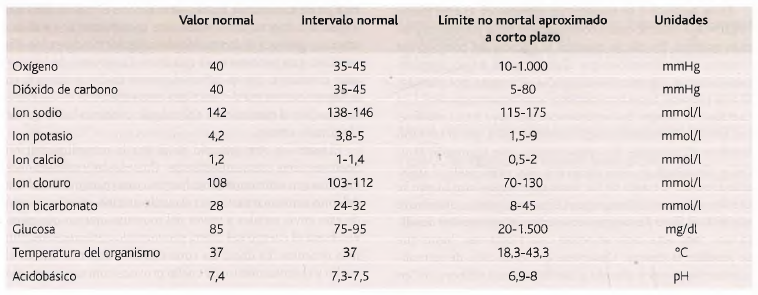 Valor normal Intervalo normal Límite no mortal aproximado Unidades
a corto plazo
Oxígeno 40 35-45 10-1.000 mmHg
Dióxido de carbono 40 35-45 5-80 mmHg
Ion sodio 142 138-146 115-175 mmol/l
Ion potasio 4,2 3,8-5 1,5-9 mmol/l
Ion calcio 1,2 1-1,4 0,5-2 mmol/l
Ion cloruro 108 103-112 70-130 mmol/l
Ion bicarbonato 28 24-32 8-45 mmol/l
Glucosa 85 75-95 20-1.500 mg/dl
Temperatura del organismo 37 37 18,3-43,3 °C
Acidobásico 7,4 7,3-7,5 6,9-8 pH